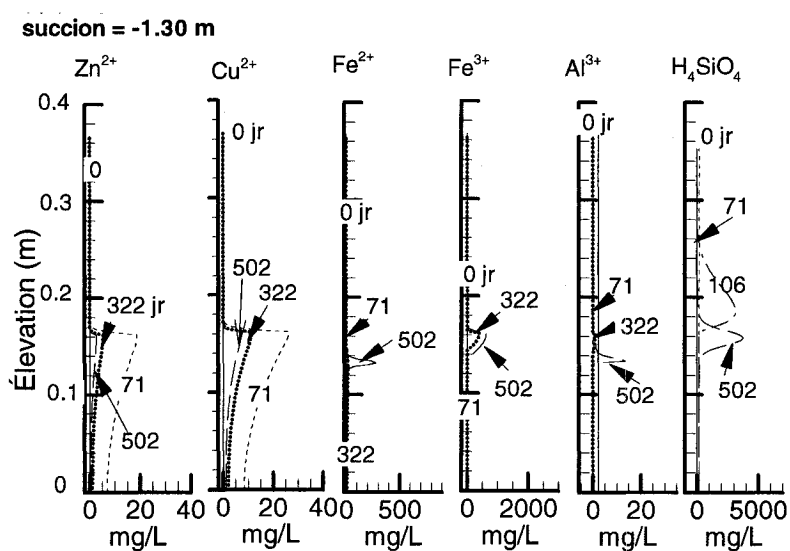 succion = -1.30 m
Zn2+ Cu2+ Fe2+ Fe3+ Al3+ H4SiO4
0.4
0 jr 0 jr 0 jr
0
0.3
71
0 jr
Élevation (m)
502 0 jr
322 71 106
0.2
322 jr 71 322
322
502
71 71 502 502 502
0.1
71
502
322
0
0 20 40 0 20 40 0 500 0 2000 0 20 0 5000
mg/L mg/L mg/L mg/L mg/L mg/L